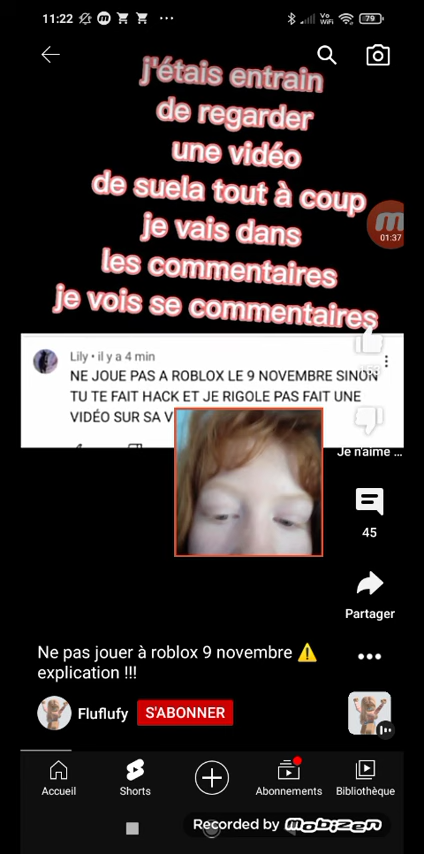 11:22
Vo
WiFi
79
j'étais entrain
de regarder
une vidéo
de suela tout à coup
je vais dans
les commentaires
je vois se commentaires
01:37
Lily • il y a 4 min
NE JOUE PAS A ROBLOX LE 9 NOVEMBRE SINON
TU TE FAIT HACK ET JE RIGOLE PAS FAIT UNE
VIDÉO SUR SA V
Je n'aime ...
45
Partager
Ne pas jouer à roblox 9 novembre ⚠️
explication !!!
Fluflufy
S'ABONNER
Accueil
Shorts
Abonnements
Bibliothèque
Recorded by mobizen